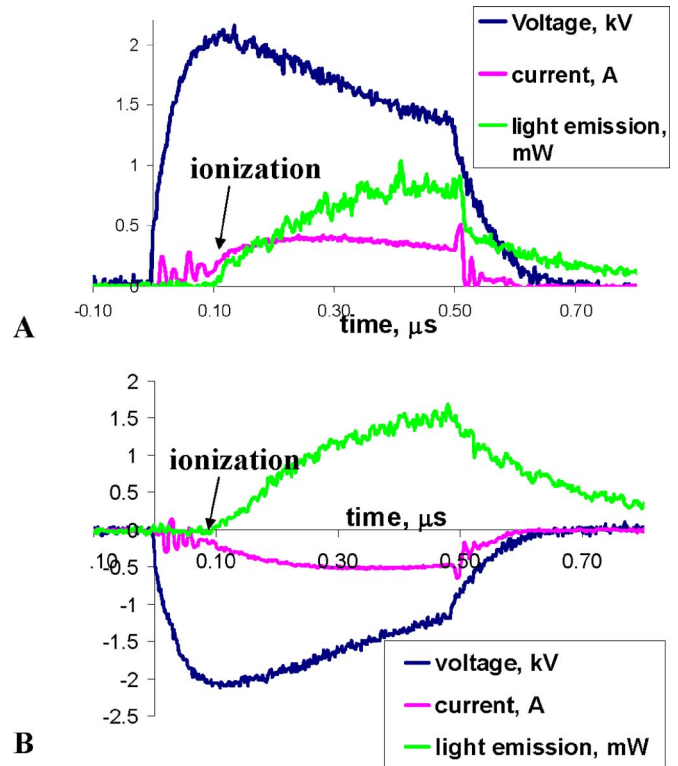 2
1.5
1
0.5
0
-0.10
0.10
0.30
0.50
0.70
time, μs
ionization
Voltage, kV
current, A
light emission,
mW
A
2
1.5
1
0.5
0
-0.5
-1
-1.5
-2
-2.5
ionization
time, μs
.10
0.10
0.30
0.50
0.70
voltage, kV
current, A
light emission, mW
B